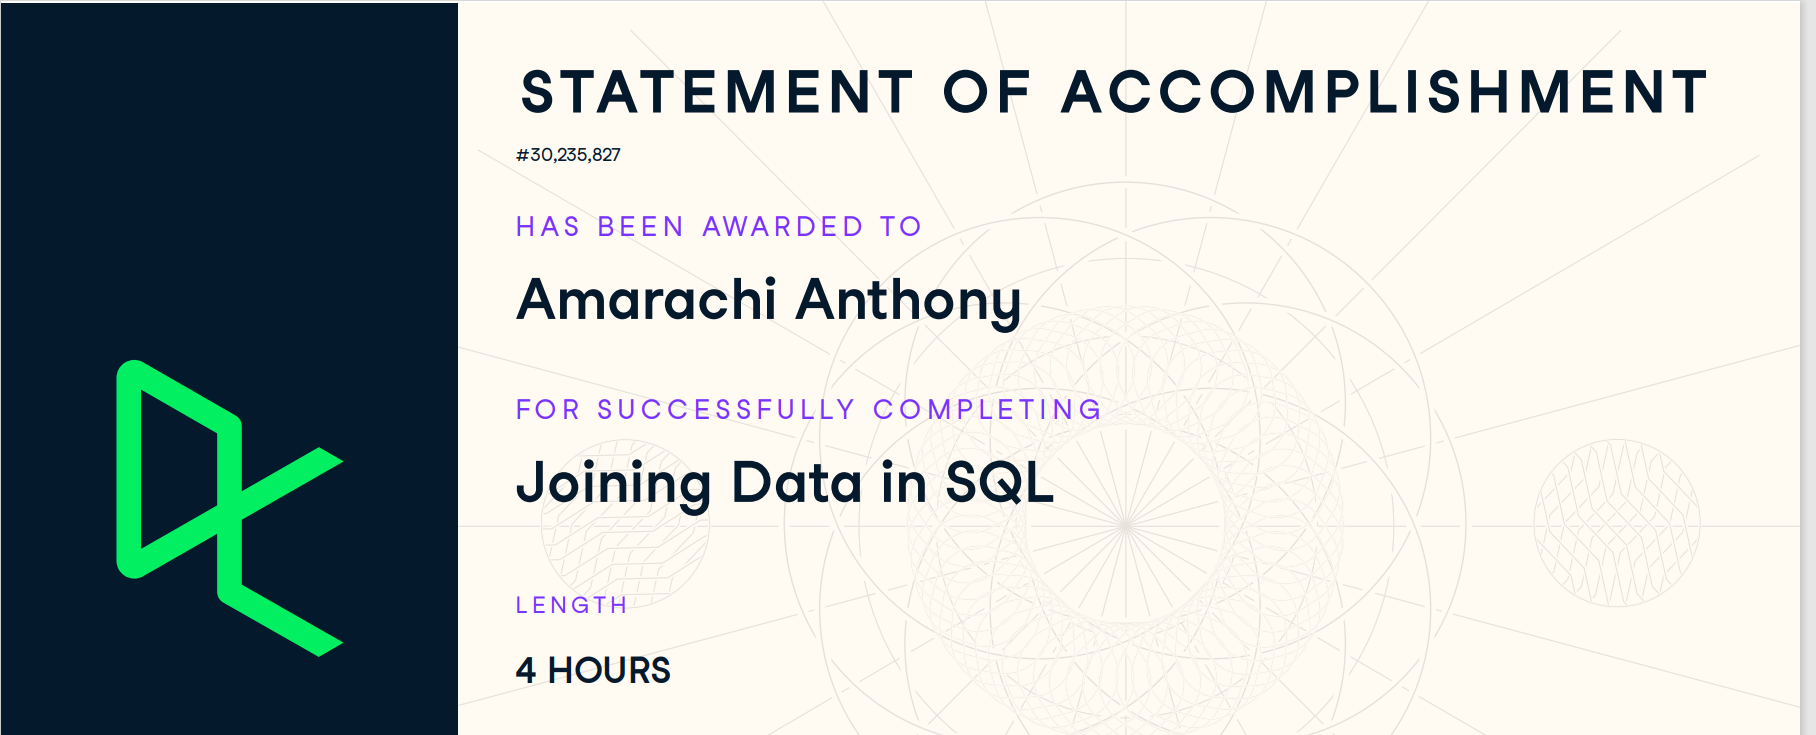 STATEMENT OF ACCOMPLISHMENT
#30,235,827
HAS BEEN AWARDED TO
Amarachi Anthony
FOR SUCCESSFULLY COMPLETING
Joining Data in SQL
LENGTH
4 HOURS